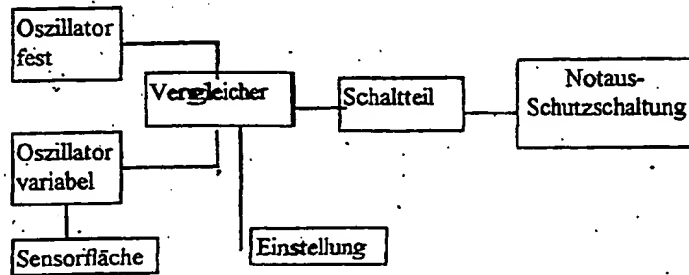 Oszillator
fest
Vergleicher
Schaltteil
Notaus-
Schutzschaltung
Oszillator
variabel
Sensorfläche
Einstellung